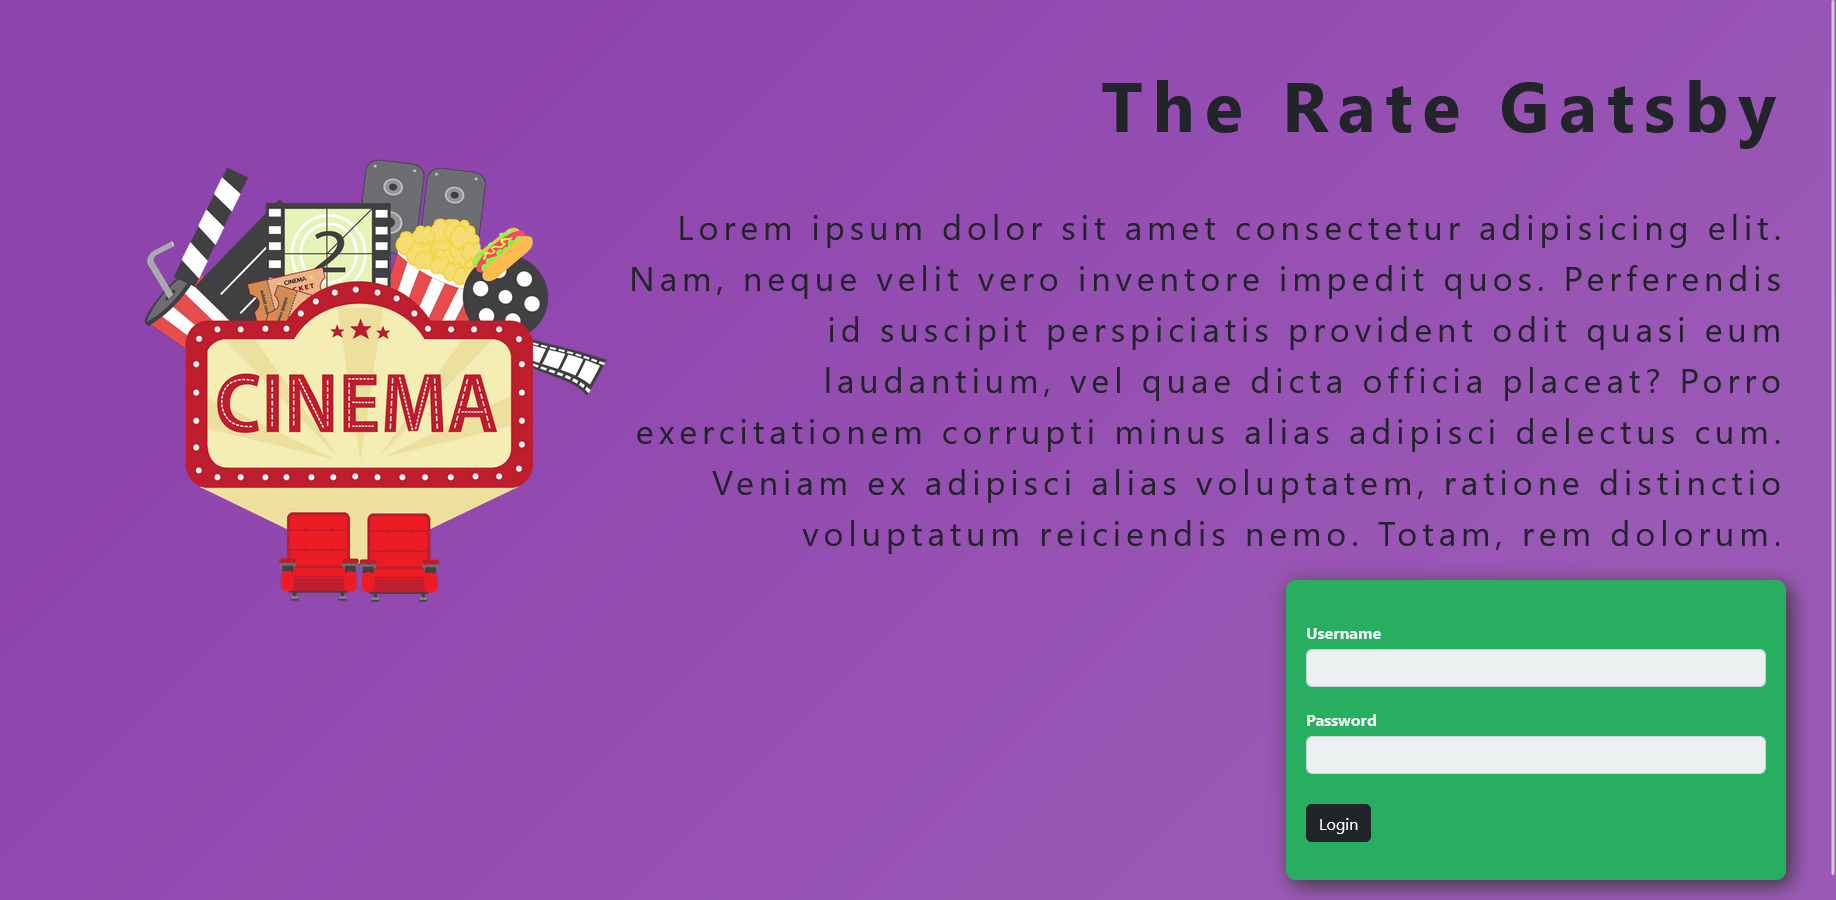 The Rate Gatsby
Lorem ipsum dolor sit amet consectetur adipisicing elit.
Nam, neque velit vero inventore impedit quos. Perferendis
id suscipit perspiciatis provident odit quasi eum
laudantium, vel quae dicta officia placeat? Porro
exercitationem corrupti minus alias adipisci delectus cum.
Veniam ex adipisci alias voluptatem, ratione distinctio
voluptatum reiciendis nemo. Totam, rem dolorum.
2
CINEMA
CINEMA
Username
Password
Login